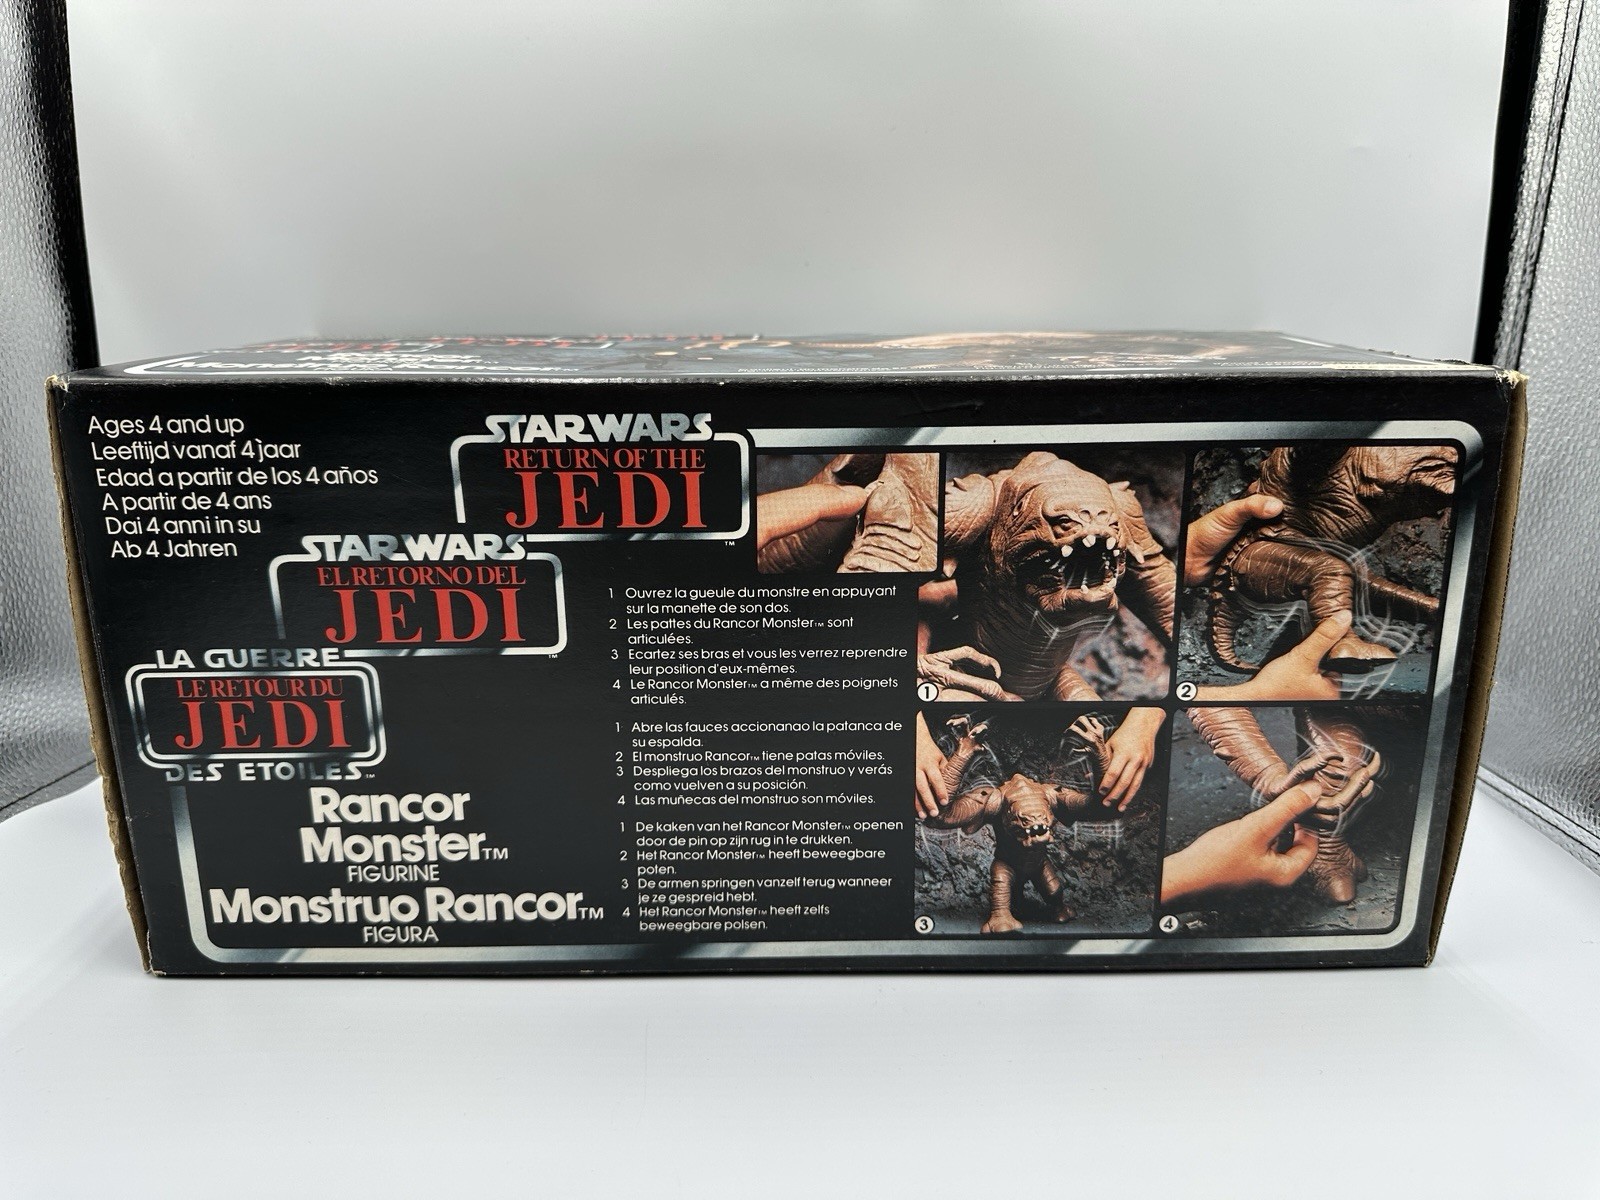 Monstruo Rancor™
Ages 4 and up
Leeftijd vanaf 4 jaar
Edad a partir de los 4 años
A partir de 4 ans
Dai 4 anni in su
Ab 4 Jahren
STAR WARS
RETURN OF THE
JEDI
™
STAR WARS
EL RETORNO DEL
JEDI
™
LA GUERRE
LE RETOUR DU
JEDI
DES ETOILES™
Rancor
Monster™
FIGURINE
Monstruo Rancor™
FIGURA
1 Ouvrez la gueule du monstre en appuyant
sur la manette de son dos.
2 Les pattes du Rancor Monster™ sont
articulées.
3 Ecartez ses bras et vous les verrez reprendre
leur position d'eux-mêmes.
4 Le Rancor Monster™ a même des poignets
articulés.
1 Abre las fauces accionanao la patanca de
su espalda.
2 El monstruo Rancor™ tiene patas móviles.
3 Despliega los brazos del monstruo y verás
como vuelven a su posición.
4 Las muñecas del monstruo son móviles.
1 De kaken van het Rancor Monster™ openen
door de pin op zijn rug in te drukken.
2 Het Rancor Monster™ heeft beweegbare
poten.
3 De armen springen vanzelf terug wanneer
je ze gespreid hebt.
4 Het Rancor Monster™ heeft zelfs
beweegbare polsen.
1
2
3
4